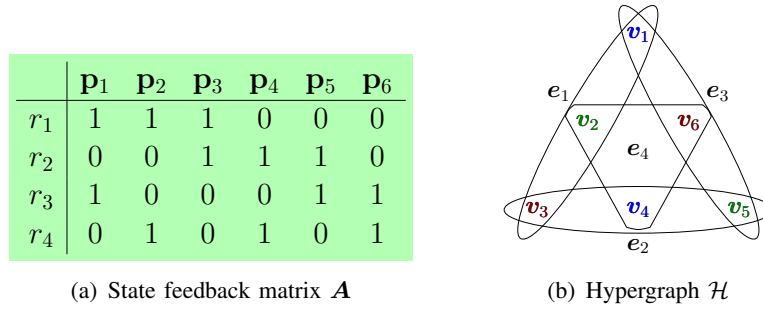 p₁ p₂ p₃ p₄ p₅ p₆
r₁ 1 1 1 0 0 0
r₂ 0 0 1 1 1 0
r₃ 1 0 0 0 1 1
r₄ 0 1 0 1 0 1
(a) State feedback matrix A
v₁
e₁ e₃
v₂ v₆
e₄
v₃ v₄ v₅
e₂
(b) Hypergraph H